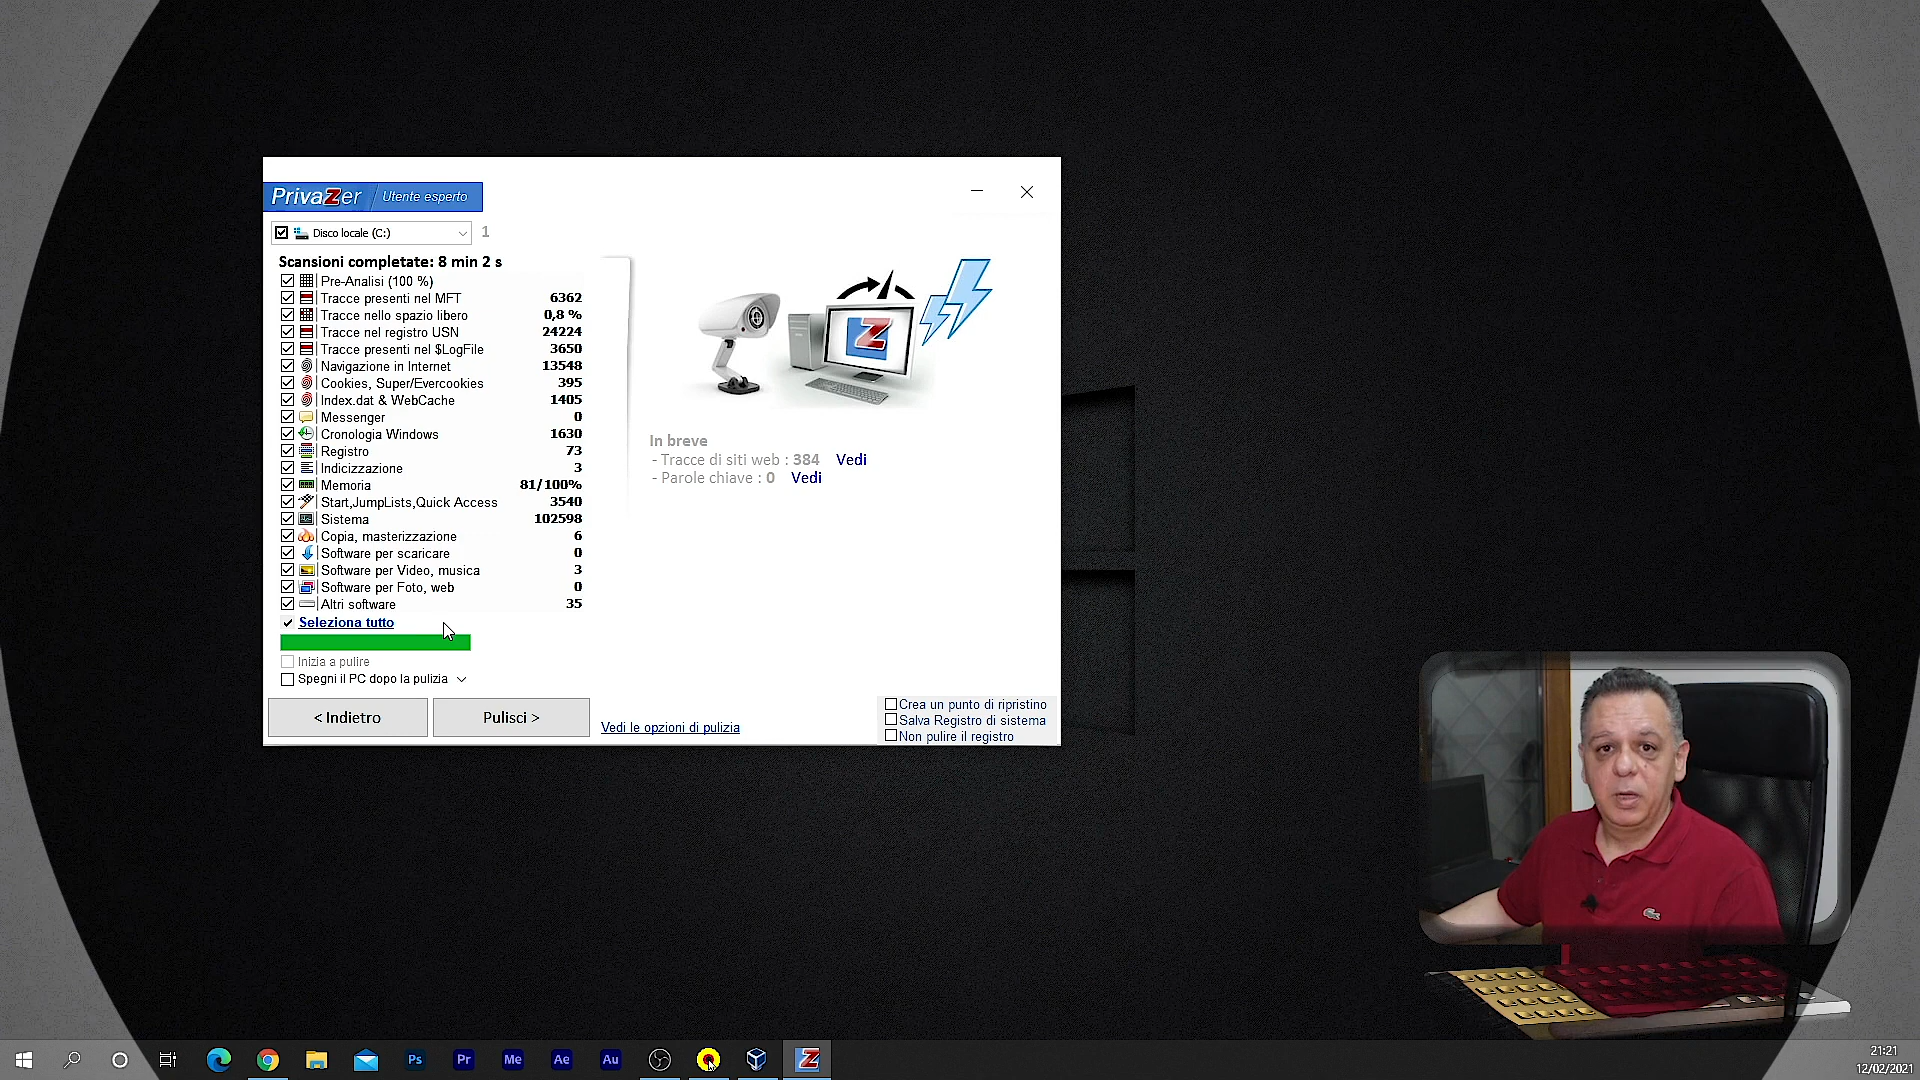 PrivaZer Utente esperto
Disco locale (C:) 1
Scansioni completate: 8 min 2 s
Pre-Analisi (100 %)
Tracce presenti nel MFT 6362
Tracce nello spazio libero 0,8 %
Tracce nel registro USN 24224
Tracce presenti nel $LogFile 3650
Navigazione in Internet 13548
Cookies, Super/Evercookies 395
Index.dat & WebCache 1405
Messenger 0
Cronologia Windows 1630
Registro 73
Indicizzazione 3
Memoria 81/100%
Start,JumpLists,Quick Access 3540
Sistema 102598
Copia, masterizzazione 6
Software per scaricare 0
Software per Video, musica 3
Software per Foto, web 0
Altri software 35
Seleziona tutto
Inizia a pulire
Spegni il PC dopo la pulizia
< Indietro
Pulisci >
Vedi le opzioni di pulizia
Z
In breve
- Tracce di siti web : 384 Vedi
- Parole chiave : 0 Vedi
Crea un punto di ripristino
Salva Registro di sistema
Non pulire il registro
Ps Pr Me Ae Au Z
21:21
12/02/2021